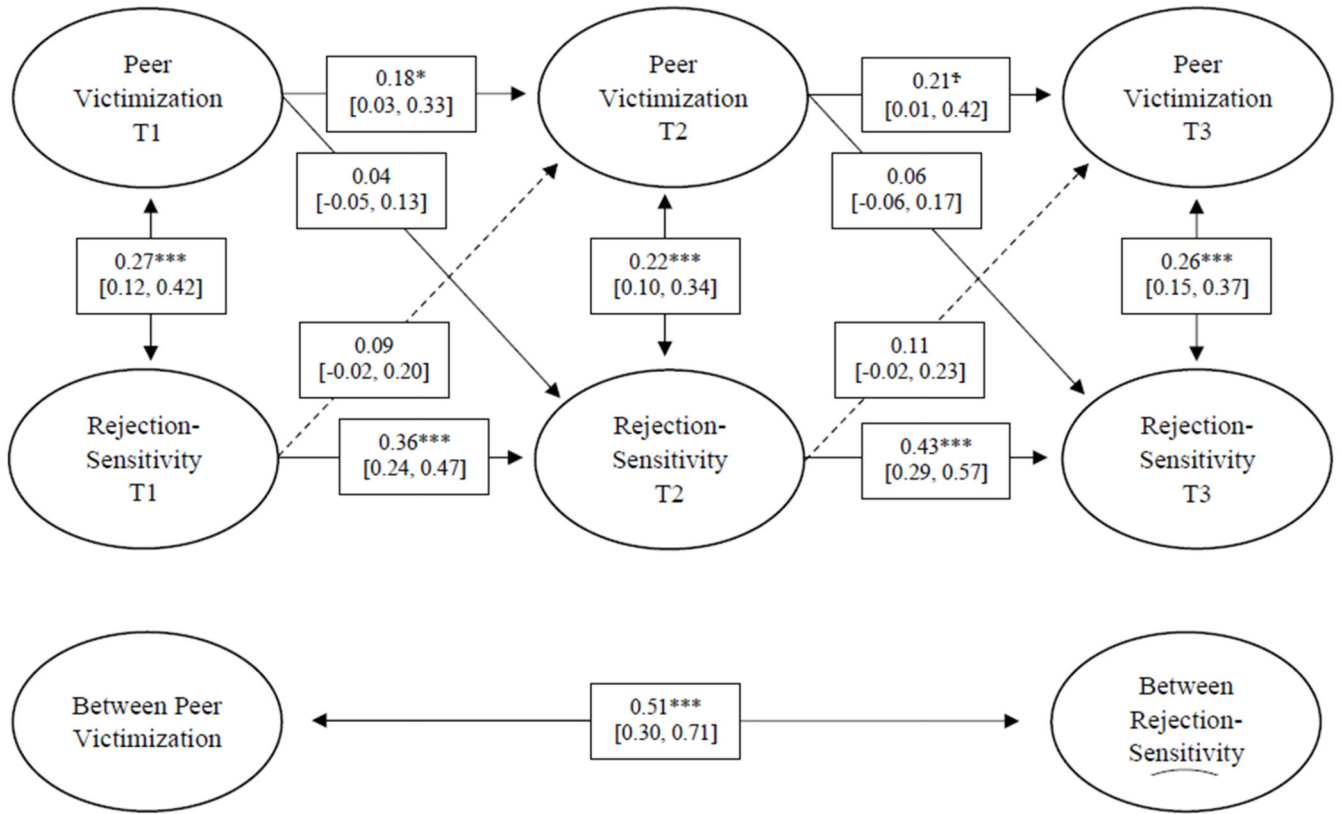 Peer
Victimization
T1
0.18*
[0.03, 0.33]
Peer
Victimization
T2
0.21*
[0.01, 0.42]
Peer
Victimization
T3
0.04
[-0.05, 0.13]
0.06
[-0.06, 0.17]
0.27***
[0.12, 0.42]
0.22***
[0.10, 0.34]
0.26***
[0.15, 0.37]
0.09
[-0.02, 0.20]
0.11
[-0.02, 0.23]
Rejection-
Sensitivity
T1
0.36***
[0.24, 0.47]
Rejection-
Sensitivity
T2
0.43***
[0.29, 0.57]
Rejection-
Sensitivity
T3
Between Peer
Victimization
0.51***
[0.30, 0.71]
Between
Rejection-
Sensitivity